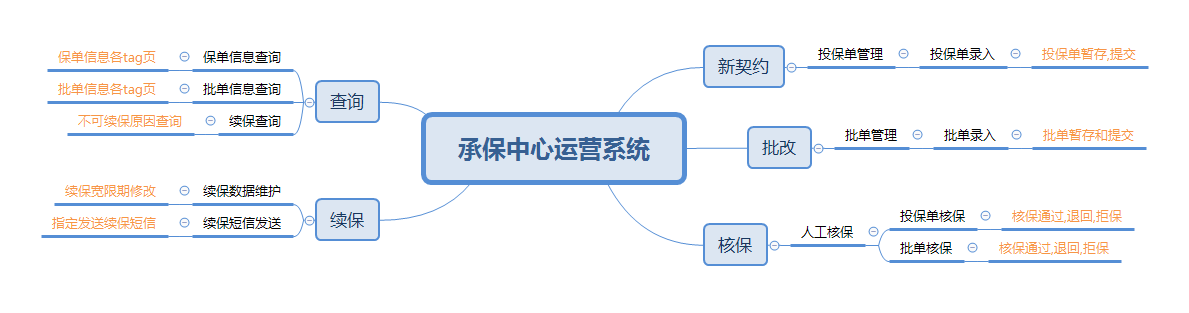 承保中心运营系统
新契约
投保单管理
投保单录入
投保单暂存,提交
批改
批单管理
批单录入
批单暂存和提交
核保
人工核保
投保单核保
核保通过,退回,拒保
批单核保
核保通过,退回,拒保
查询
保单信息查询
保单信息各tag页
批单信息查询
批单信息各tag页
续保查询
不可续保原因查询
续保
续保数据维护
续保宽限期修改
续保短信发送
指定发送续保短信